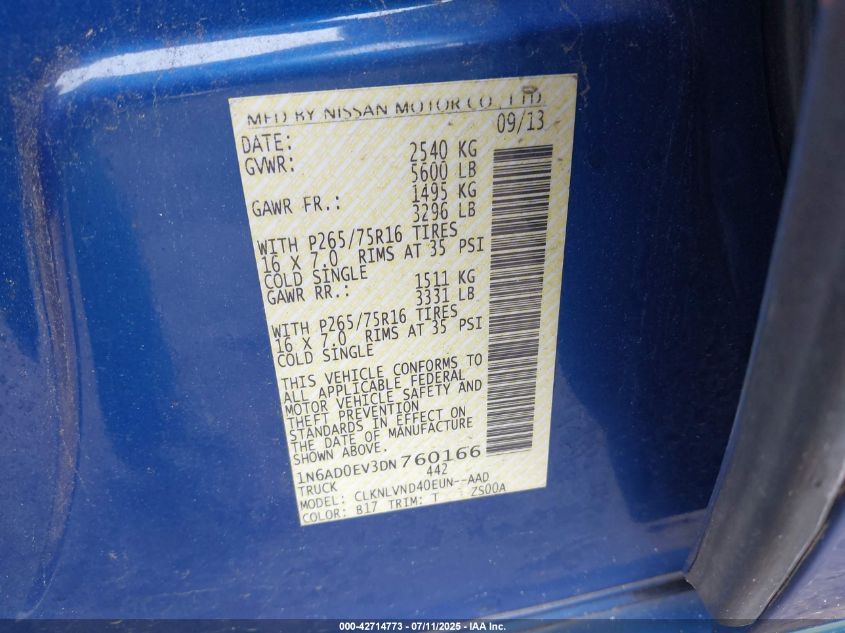 MFD BY NISSAN MOTOR CO., LTD.
DATE: 09/13
GVWR: 2540 KG
5600 LB
GAWR FR.: 1495 KG
3296 LB
WITH P265/75R16 TIRES
16 X 7.0 RIMS AT 35 PSI
COLD SINGLE
GAWR RR.: 1511 KG
3331 LB
WITH P265/75R16 TIRES
16 X 7.0 RIMS AT 35 PSI
COLD SINGLE
THIS VEHICLE CONFORMS TO
ALL APPLICABLE FEDERAL
MOTOR VEHICLE SAFETY AND
THEFT PREVENTION
STANDARDS IN EFFECT ON
THE DATE OF MANUFACTURE
SHOWN ABOVE.
1N6AD0EV3DN760166
TRUCK 442
MODEL: CLKNLVND40EUN--AAD
COLOR: B17 TRIM: T ZS00A
000-42714773 - 07/11/2025 - IAA Inc.